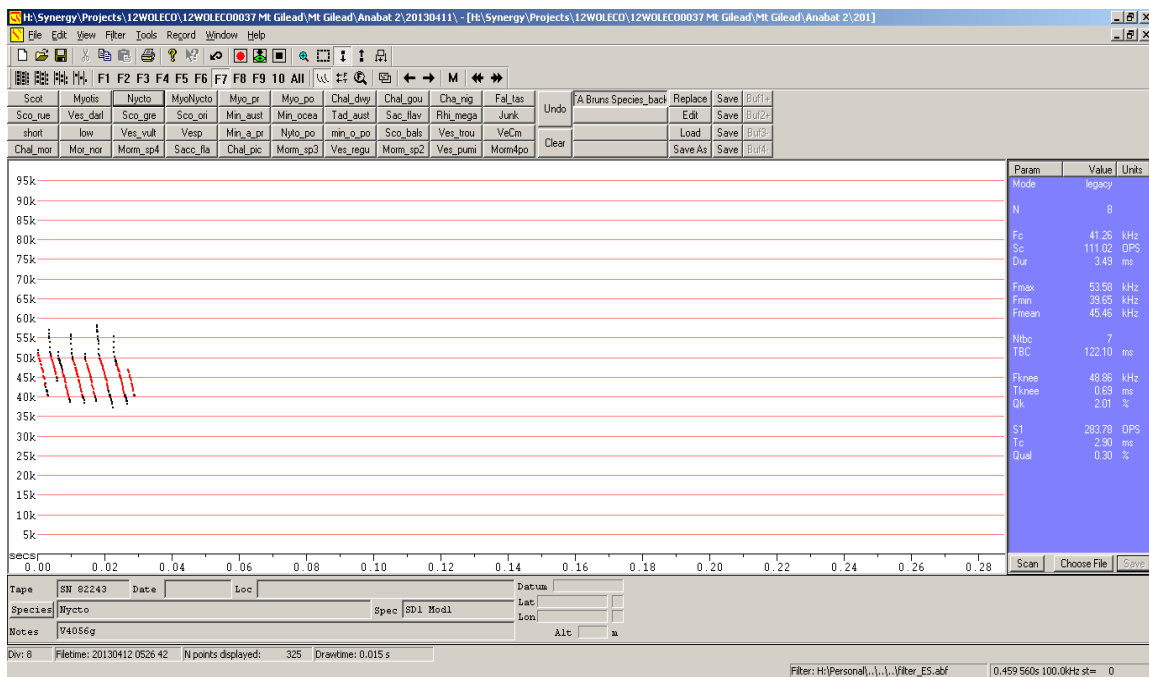 H:\Synergy\Projects\12WOLECO\12WOLECO0037 Mt Gilead\Mt Gilead\Anabat 2\20130411\ - [H:\Synergy\Projects\12WOLECO\12WOLECO0037 Mt Gilead\Mt Gilead\Anabat 2\201]
File Edit View Filter Tools Record Window Help
F1 F2 F3 F4 F5 F6 F7 F8 F9 10 All M
Scot Myotis Nycto MyoNycto Myo_pr Myo_po Chal_dwy Chal_gou Cha_nig Fal_tas Undo TA Bruns Species_back Replace Save Buf1+
Sco_rue Ves_darl Sco_gre Sco_ori Min_aust Min_ocea Tad_aust Sac_flav Rhi_mega Junk Edit Save Buf2+
short low Ves_vult Vesp Min_a_pr Nyto_po min_o_po Sco_bals Ves_trou VeCm Clear Load Save Buf3-
Chal_mor Mor_nor Morm_sp4 Sacc_fla Chal_pic Morm_sp3 Ves_regu Morm_sp2 Ves_pumi Morm4po Save As Save Buf4-
Param Value Units
Mode legacy
N 8
Fc 41.26 kHz
Sc 111.02 OPS
Dur 3.49 ms
Fmax 53.58 kHz
Fmin 39.65 kHz
Fmean 45.46 kHz
Ntbc 7
TBC 122.10 ms
Fknee 48.86 kHz
Tknee 0.69 ms
Qk 2.01 %
S1 283.78 OPS
Tc 2.90 ms
Qual 0.30 %
Scan Choose File Save
95k
90k
85k
80k
75k
70k
65k
60k
55k
50k
45k
40k
35k
30k
25k
20k
15k
10k
5k
secs
0.00 0.02 0.04 0.06 0.08 0.10 0.12 0.14 0.16 0.18 0.20 0.22 0.24 0.26 0.28
Tape SN 82243 Date Loc Datum
Species Nycto Spec SD1 Mod1 Lat
Lon
Notes V4056g Alt m
Div: 8 Filetime: 20130412 0526 42 N points displayed: 325 Drawtime: 0.015 s
Filter: H:\Personal\..\..\..\filter_ES.abf 0.459 560s 100.0kHz st= 0